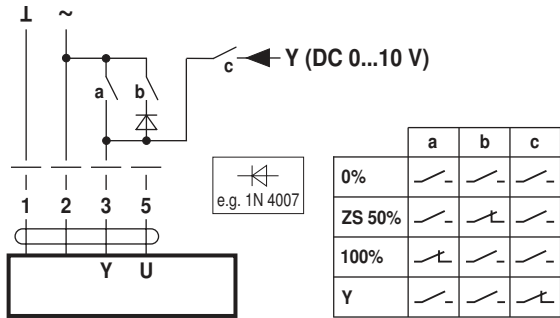 ⊥ ~
a b c Y (DC 0...10 V)
1 2 3 5
Y U
e.g. 1N 4007
a b c
0%
ZS 50%
100%
Y